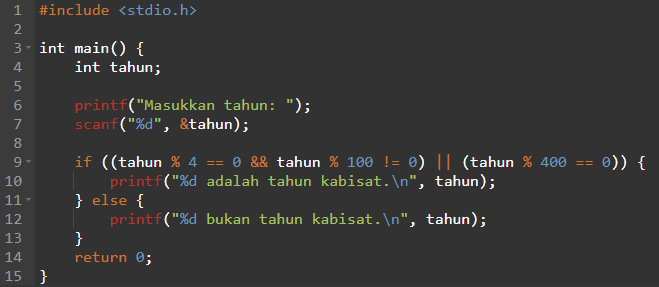 1 #include <stdio.h>
2
3 int main() {
4     int tahun;
5
6     printf("Masukkan tahun: ");
7     scanf("%d", &tahun);
8
9     if ((tahun % 4 == 0 && tahun % 100 != 0) || (tahun % 400 == 0)) {
10         printf("%d adalah tahun kabisat.\n", tahun);
11     } else {
12         printf("%d bukan tahun kabisat.\n", tahun);
13     }
14     return 0;
15 }